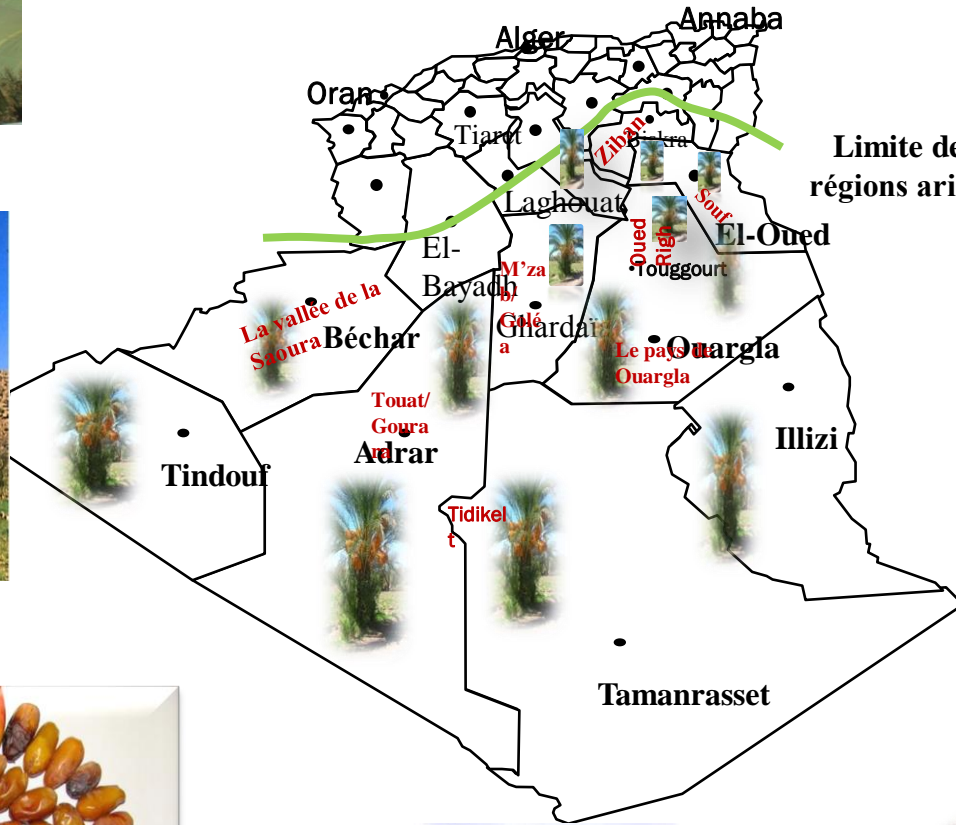 Annaba
Alger
Oran
Tiaret
Ziban
Biskra
Limite de
régions ari
Laghouat
Souf
El-Oued
Oued
Righ
•Touggourt
El-
Bayadh
M'za
b/
Golé
a
Ghardaï
La vallée de la
Saoura
Béchar
Ouargla
Le pays de
Ouargla
Touat/
Goura
ra
Adrar
Illizi
Tindouf
Tidikel
t
Tamanrasset